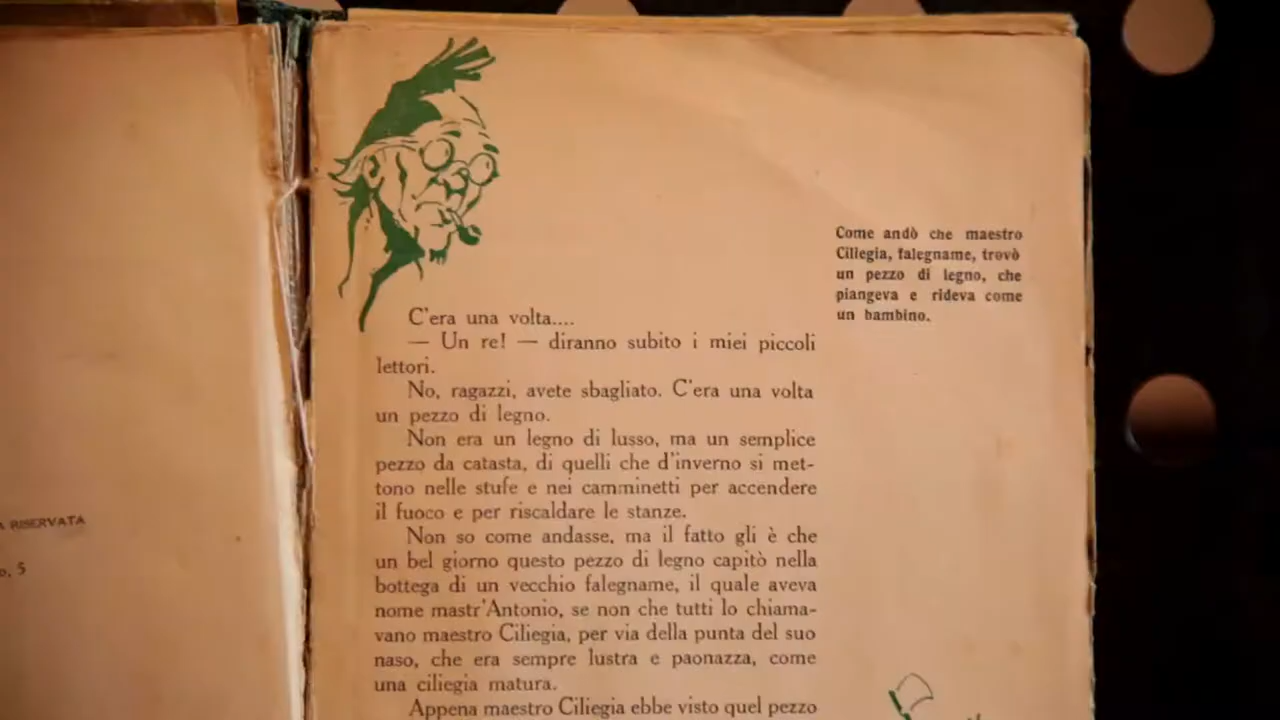 A RISERVATA
o, 5
Come andò che maestro
Ciliegia, falegname, trovò
un pezzo di legno, che
piangeva e rideva come
un bambino.
C'era una volta....
— Un re! — diranno subito i miei piccoli
lettori.
No, ragazzi, avete sbagliato. C'era una volta
un pezzo di legno.
Non era un legno di lusso, ma un semplice
pezzo da catasta, di quelli che d'inverno si met-
tono nelle stufe e nei camminetti per accendere
il fuoco e per riscaldare le stanze.
Non so come andasse, ma il fatto gli è che
un bel giorno questo pezzo di legno capitò nella
bottega di un vecchio falegname, il quale aveva
nome mastr'Antonio, se non che tutti lo chiama-
vano maestro Ciliegia, per via della punta del suo
naso, che era sempre lustra e paonazza, come
una ciliegia matura.
Appena maestro Ciliegia ebbe visto quel pezzo